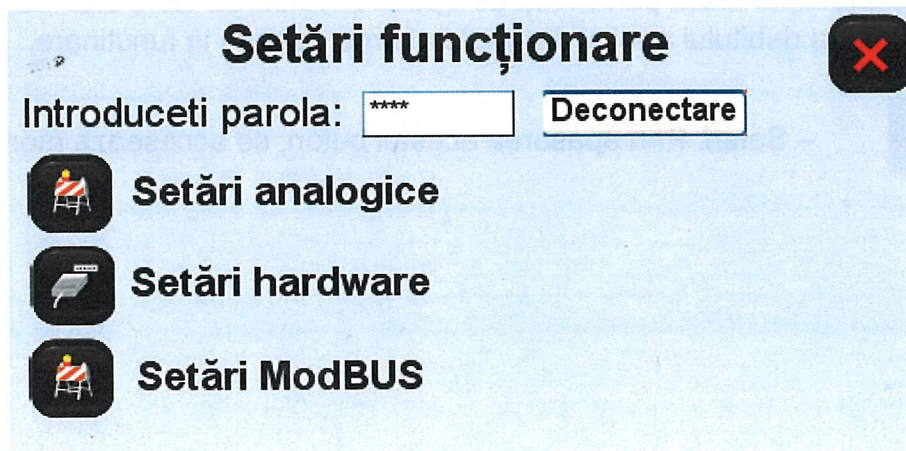 Setări funcționare
Introduceti parola: **** Deconectare
Setări analogice
Setări hardware
Setări ModBUS